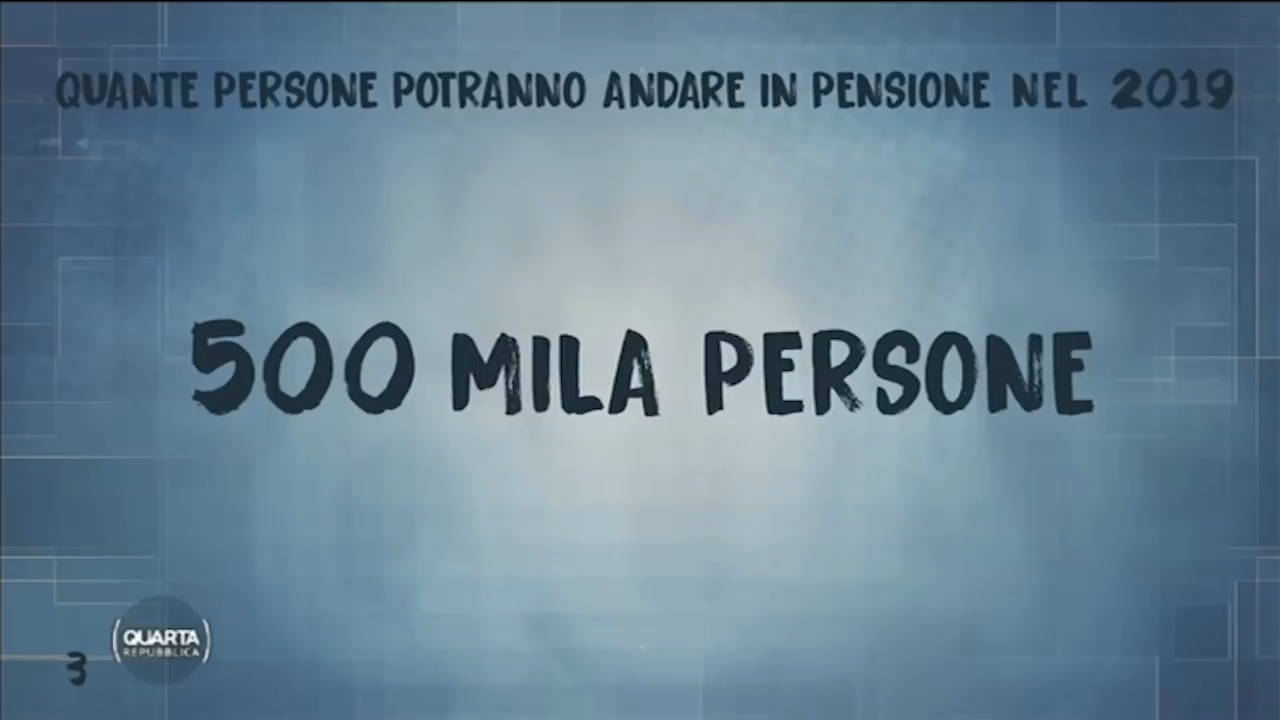 QUANTE PERSONE POTRANNO ANDARE IN PENSIONE NEL 2019
500 MILA PERSONE
QUARTA
REPUBBLICA
3